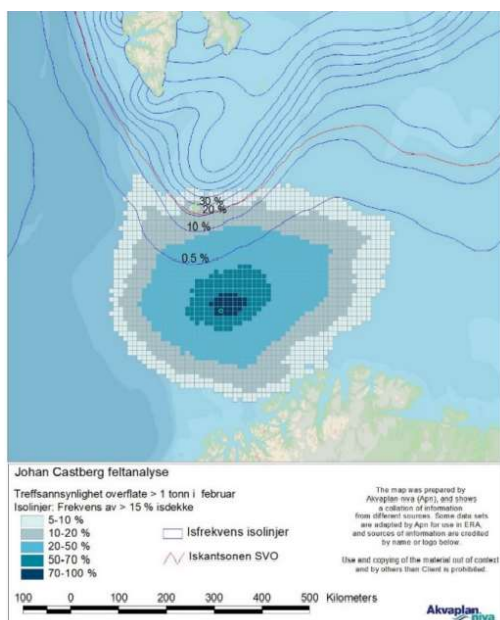 30 %
20 %
10 %
0.5 %
Johan Castberg feltanalyse
Treffsannsynlighet overflate > 1 tonn i februar
Isolinjer: Frekvens av > 15 % isdekke
5-10 %
10-20 %
20-50 %
50-70 %
70-100 %
Isfrekvens isolinjer
Iskantsonen SVO
The map was prepared by
Akvaplan niva (Apn), and shows
a collation of information
from different sources. Some data sets
are adapted by Apn for use in ERA,
and sources of information are credited
by name or logo below.
Use and copying of the material out of context
and by others than Client is prohibited.
100 50 0 100 200 300 400 500 Kilometers
Akvaplan
niva